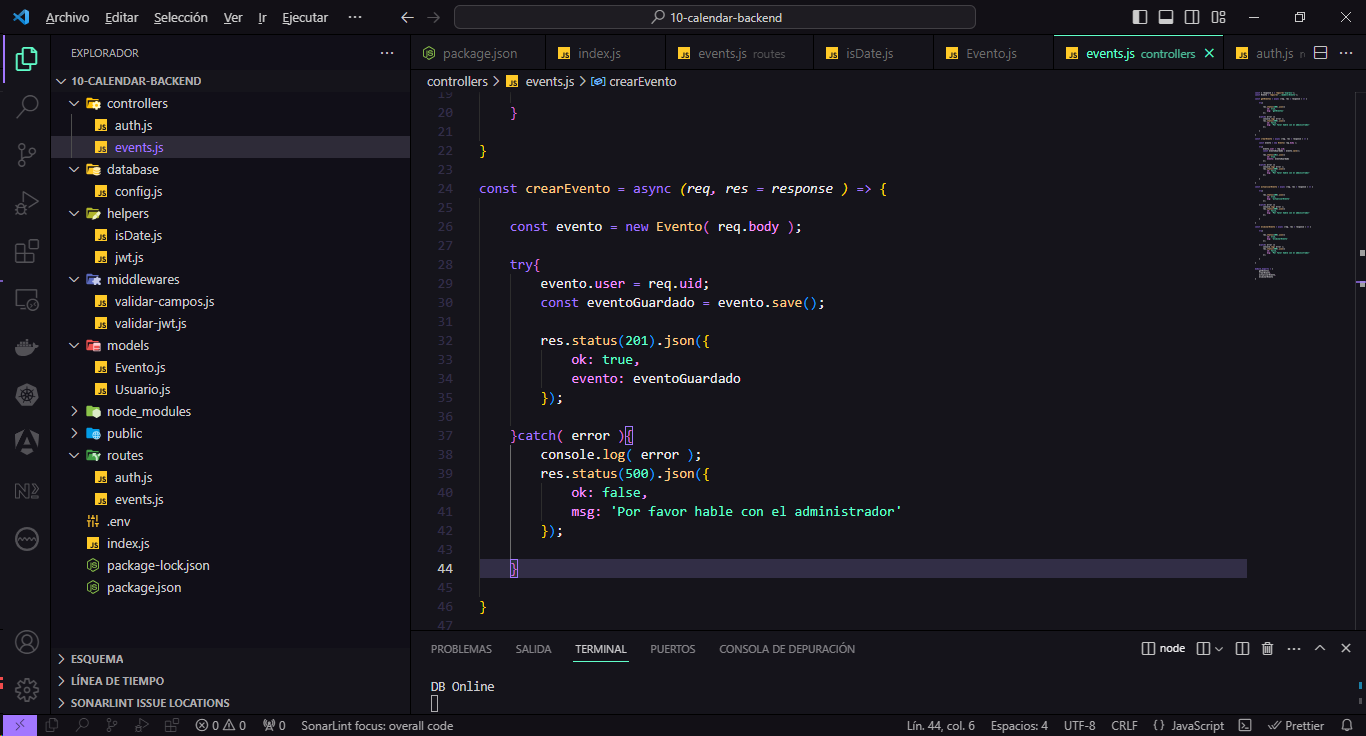 Archivo Editar Selección Ver Ir Ejecutar ···
10-calendar-backend
EXPLORADOR ···
10-CALENDAR-BACKEND
controllers
auth.js
events.js
database
config.js
helpers
isDate.js
jwt.js
middlewares
validar-campos.js
validar-jwt.js
models
Evento.js
Usuario.js
node_modules
public
routes
auth.js
events.js
.env
index.js
package-lock.json
package.json
ESQUEMA
LÍNEA DE TIEMPO
SONARLINT ISSUE LOCATIONS
package.json index.js events.js routes isDate.js Evento.js events.js controllers auth.js
controllers > events.js > crearEvento
19
20 }
21
22 }
23
24 const crearEvento = async (req, res = response ) => {
25
26 const evento = new Evento( req.body );
27
28 try{
29 evento.user = req.uid;
30 const eventoGuardado = evento.save();
31
32 res.status(201).json({
33 ok: true,
34 evento: eventoGuardado
35 });
36
37 }catch( error ){
38 console.log( error );
39 res.status(500).json({
40 ok: false,
41 msg: 'Por favor hable con el administrador'
42 });
43
44 }
45
46 }
47
PROBLEMAS SALIDA TERMINAL PUERTOS CONSOLA DE DEPURACIÓN node
DB Online
0 0 0 SonarLint focus: overall code Lín. 44, col. 6 Espacios: 4 UTF-8 CRLF {} JavaScript Prettier